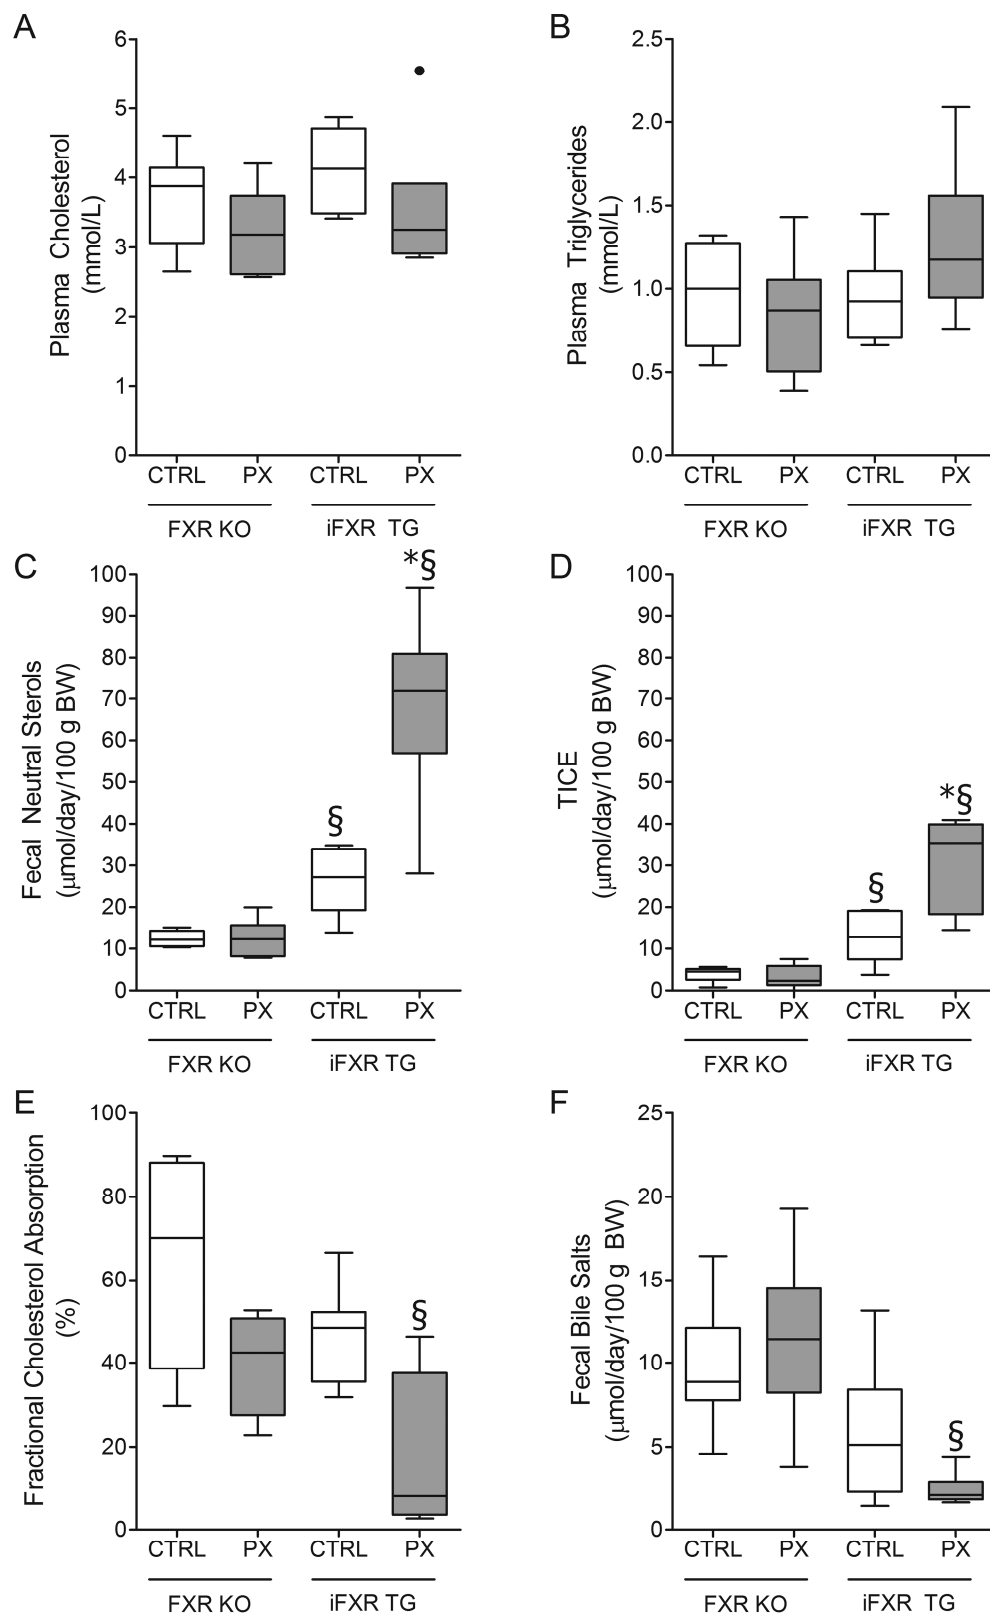 A
Plasma Cholesterol
(mmol/L)
6
5
4
3
2
1
0
CTRL PX CTRL PX
FXR KO iFXR TG
B
Plasma Triglycerides
(mmol/L)
2.5
2.0
1.5
1.0
0.5
0.0
CTRL PX CTRL PX
FXR KO iFXR TG
C
Fecal Neutral Sterols
(µmol/day/100 g BW)
100
90
80
70
60
50
40
30
20
10
0
§
*§
CTRL PX CTRL PX
FXR KO iFXR TG
D
TICE
(µmol/day/100 g BW)
100
90
80
70
60
50
40
30
20
10
0
§
*§
CTRL PX CTRL PX
FXR KO iFXR TG
E
Fractional Cholesterol Absorption
(%)
100
80
60
40
20
0
§
CTRL PX CTRL PX
FXR KO iFXR TG
F
Fecal Bile Salts
(µmol/day/100 g BW)
25
20
15
10
5
0
§
CTRL PX CTRL PX
FXR KO iFXR TG